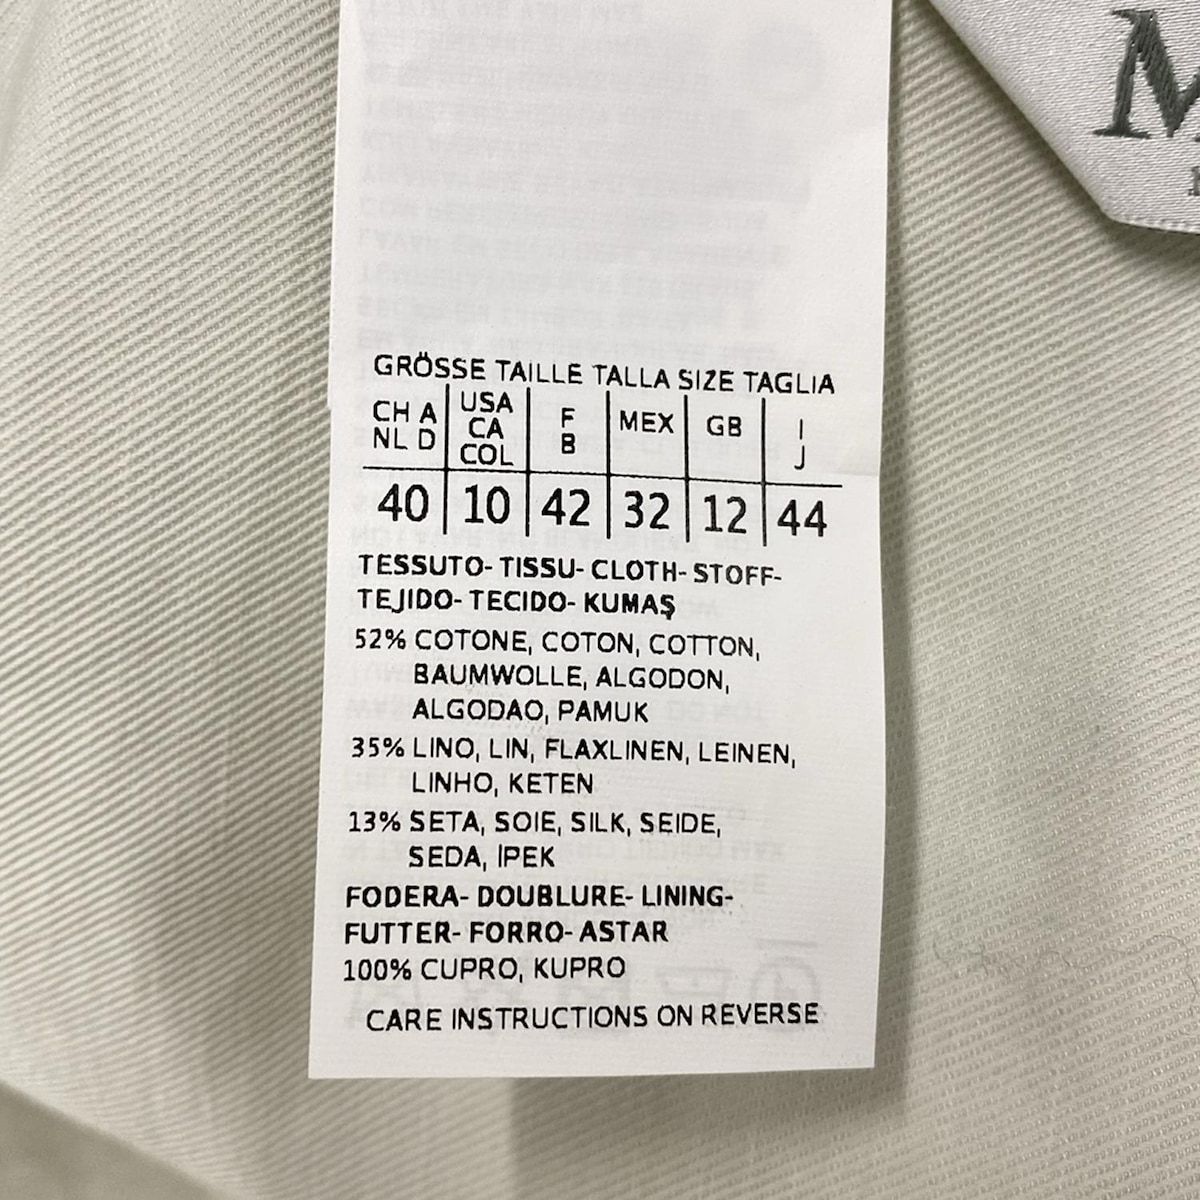 M
GRÖSSE TAILLE TALLA SIZE TAGLIA
CH A
NL D
USA
CA
COL
F
B
MEX
GB
I
J
40 10 42 32 12 44
TESSUTO- TISSU- CLOTH- STOFF-
TEJIDO- TECIDO- KUMAŞ
52% COTONE, COTON, COTTON,
BAUMWOLLE, ALGODON,
ALGODAO, PAMUK
35% LINO, LIN, FLAXLINEN, LEINEN,
LINHO, KETEN
13% SETA, SOIE, SILK, SEIDE,
SEDA, IPEK
FODERA- DOUBLURE- LINING-
FUTTER- FORRO- ASTAR
100% CUPRO, KUPRO
CARE INSTRUCTIONS ON REVERSE